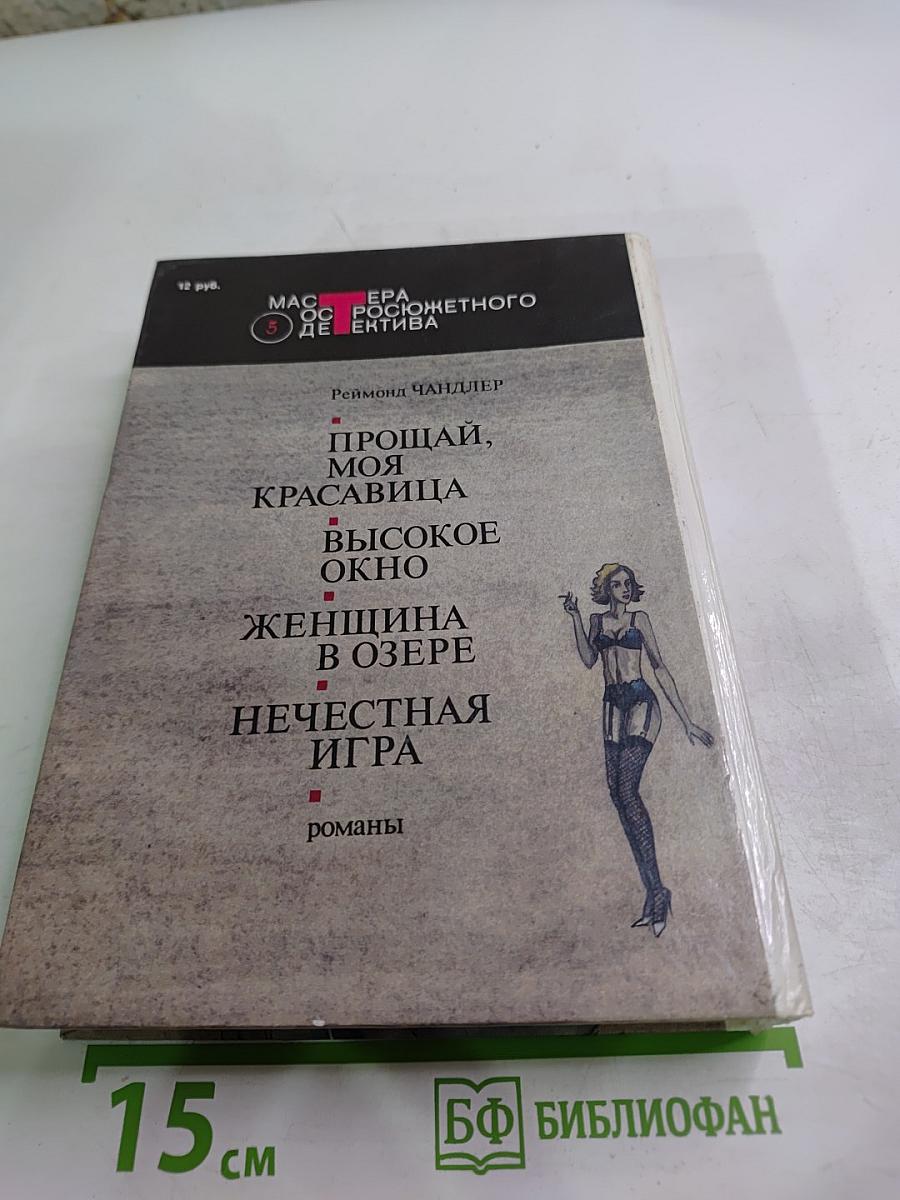 12 руб.
МАСТЕРА
ОСТРОСЮЖЕТНОГО
5 ДЕТЕКТИВА
Реймонд ЧАНДЛЕР
ПРОЩАЙ,
МОЯ
КРАСАВИЦА
ВЫСОКОЕ
ОКНО
ЖЕНЩИНА
В ОЗЕРЕ
НЕЧЕСТНАЯ
ИГРА
романы
15 см
БФ БИБЛИОФАН